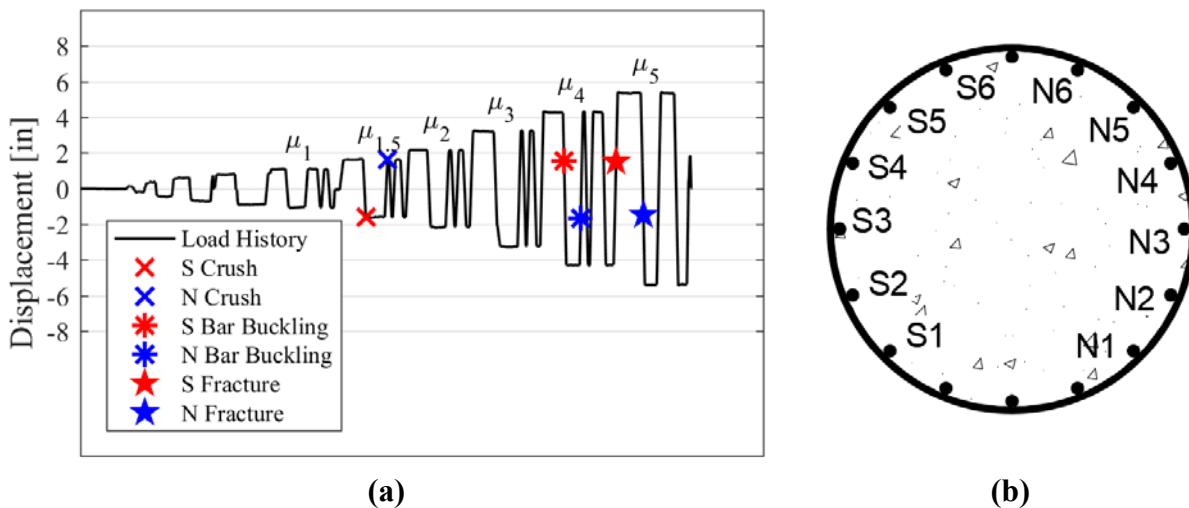 8
6
4
2
0
-2
-4
-6
-8
Displacement [in]
μ1
μ1.5
μ2
μ3
μ4
μ5
Load History
S Crush
N Crush
S Bar Buckling
N Bar Buckling
S Fracture
N Fracture
(a)
S6
N6
S5
N5
S4
N4
S3
N3
S2
N2
S1
N1
(b)